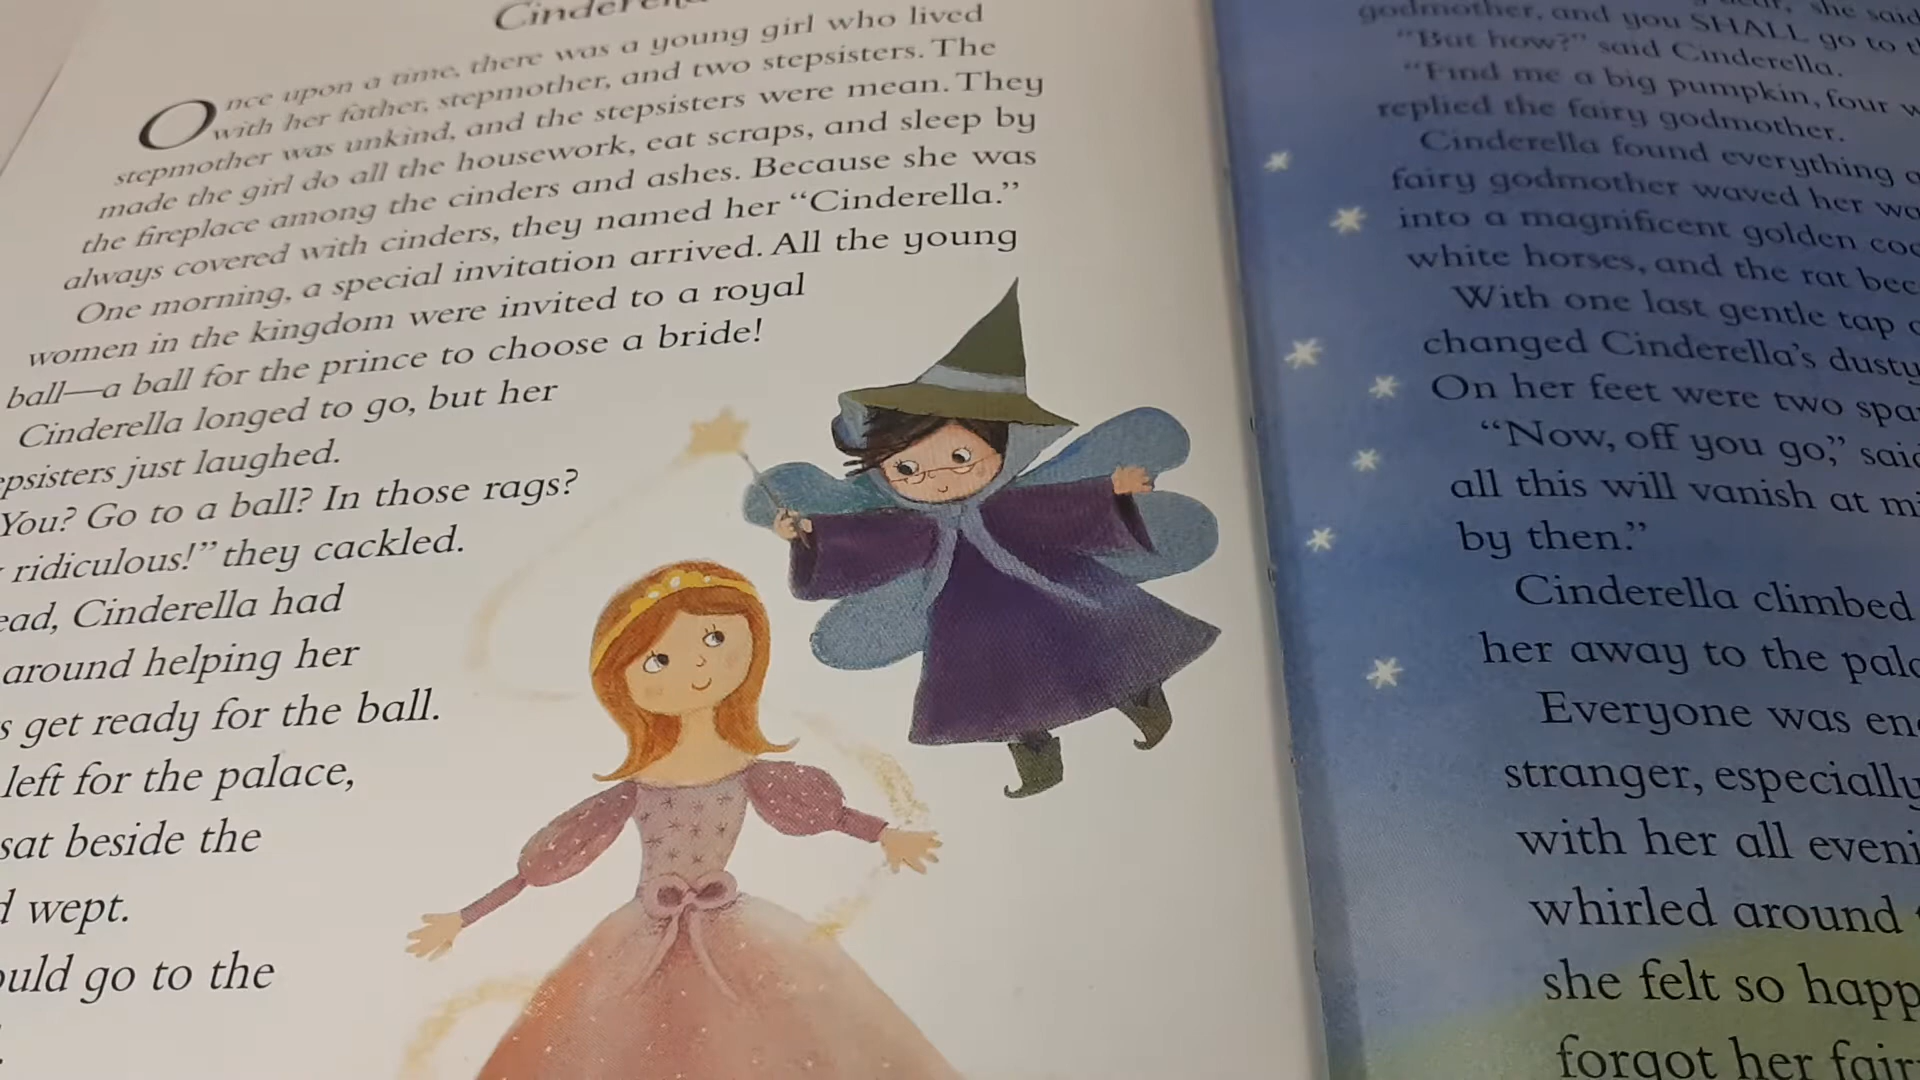 Cinderella
Once upon a time, there was a young girl who lived
with her father, stepmother, and two stepsisters. The
stepmother was unkind, and the stepsisters were mean. They
made the girl do all the housework, eat scraps, and sleep by
the fireplace among the cinders and ashes. Because she was
always covered with cinders, they named her “Cinderella.”
One morning, a special invitation arrived. All the young
women in the kingdom were invited to a royal
ball—a ball for the prince to choose a bride!
Cinderella longed to go, but her
epsisters just laughed.
You? Go to a ball? In those rags?
ridiculous!” they cackled.
ead, Cinderella had
around helping her
s get ready for the ball.
left for the palace,
sat beside the
d wept.
ould go to the
she said
godmother, and you SHALL go to
“But how?” said Cinderella.
“Find me a big pumpkin, four
replied the fairy godmother.
Cinderella found everything
fairy godmother waved her
into a magnificent golden
white horses, and the rat
With one last gentle tap
changed Cinderella’s dusty
On her feet were two
“Now, off you go,” said
all this will vanish at
by then.”
Cinderella climbed
her away to the
Everyone was
stranger, especially
with her all
whirled around
she felt so
forgot her